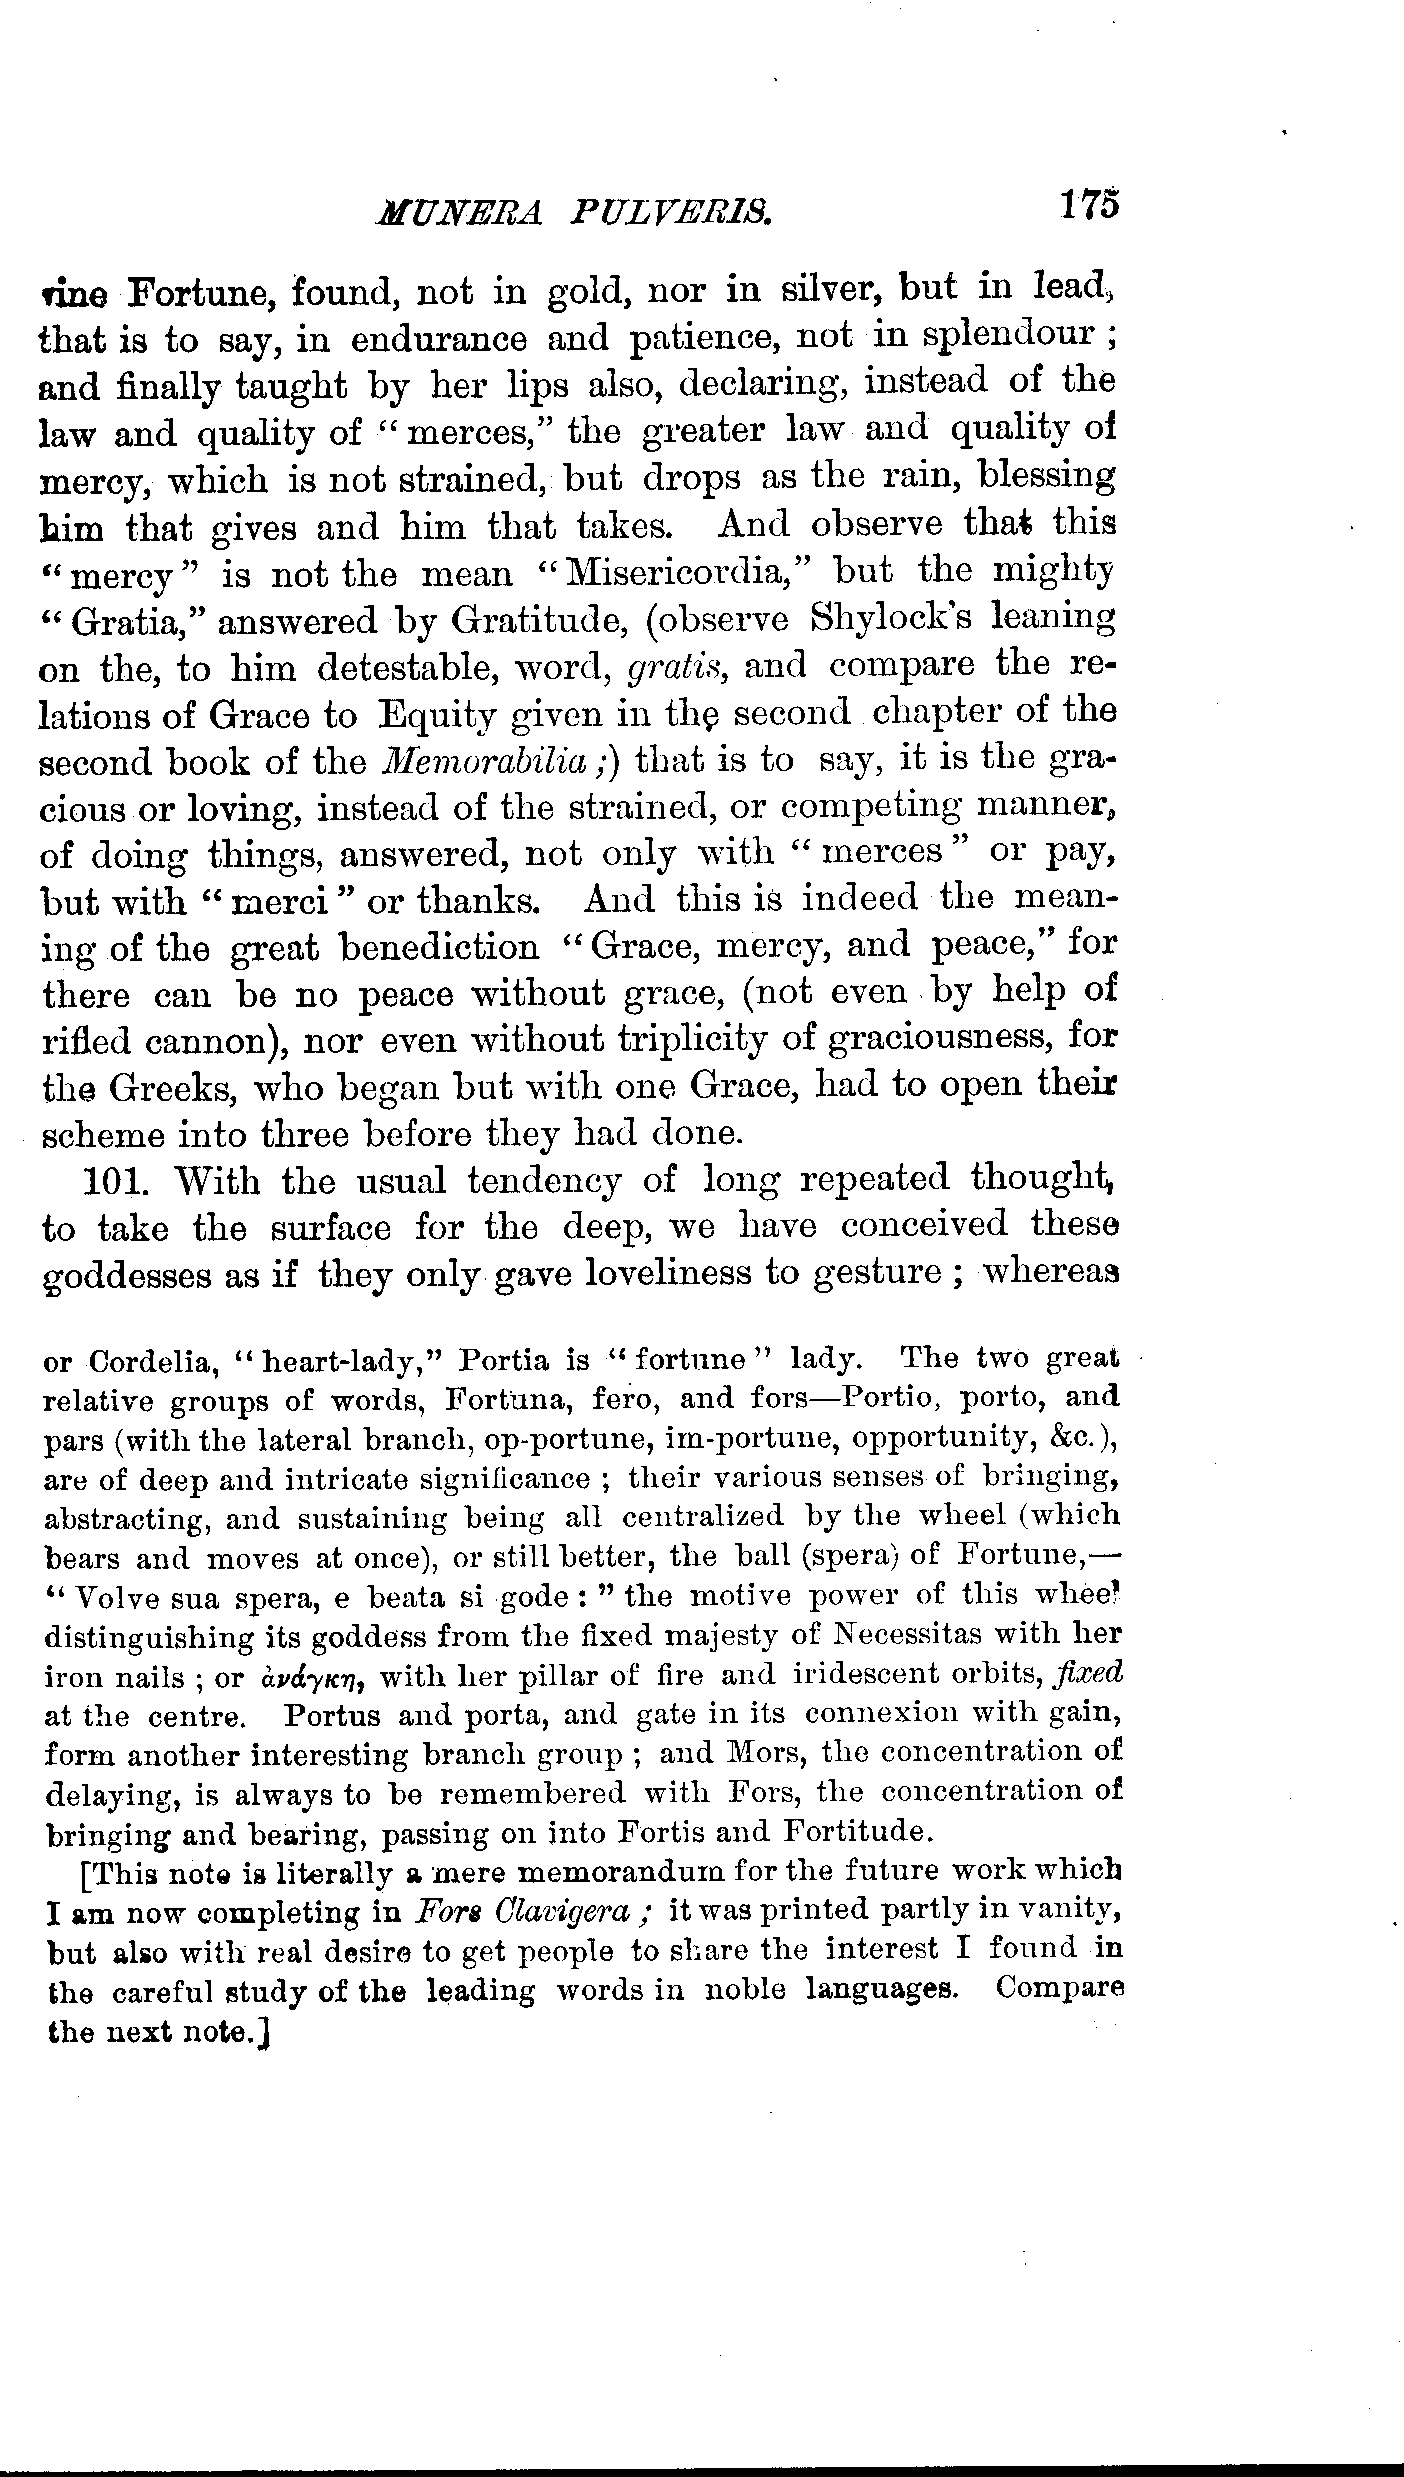 MUNERA PULVERIS. 175
vine Fortune, found, not in gold, nor in silver, but in lead,
that is to say, in endurance and patience, not in splendour ;
and finally taught by her lips also, declaring, instead of the
law and quality of “ merces,” the greater law and quality of
mercy, which is not strained, but drops as the rain, blessing
him that gives and him that takes. And observe that this
“ mercy ” is not the mean “ Misericordia,” but the mighty
“ Gratia,” answered by Gratitude, (observe Shylock's leaning
on the, to him detestable, word, gratis, and compare the re-
lations of Grace to Equity given in the second chapter of the
second book of the Memorabilia ;) that is to say, it is the gra-
cious or loving, instead of the strained, or competing manner,
of doing things, answered, not only with “ merces ” or pay,
but with “ merci ” or thanks. And this is indeed the mean-
ing of the great benediction “ Grace, mercy, and peace,” for
there can be no peace without grace, (not even by help of
rifled cannon), nor even without triplicity of graciousness, for
the Greeks, who began but with one Grace, had to open their
scheme into three before they had done.
101. With the usual tendency of long repeated thought,
to take the surface for the deep, we have conceived these
goddesses as if they only gave loveliness to gesture ; whereas
or Cordelia, “ heart-lady,” Portia is “ fortune ” lady. The two great
relative groups of words, Fortuna, fero, and fors—Portio, porto, and
pars (with the lateral branch, op-portune, im-portune, opportunity, &c.),
are of deep and intricate significance ; their various senses of bringing,
abstracting, and sustaining being all centralized by the wheel (which
bears and moves at once), or still better, the ball (spera) of Fortune,—
“ Volve sua spera, e beata si gode : ” the motive power of this wheel
distinguishing its goddess from the fixed majesty of Necessitas with her
iron nails ; or ἀνάγκη, with her pillar of fire and iridescent orbits, fixed
at the centre. Portus and porta, and gate in its connexion with gain,
form another interesting branch group ; and Mors, the concentration of
delaying, is always to be remembered with Fors, the concentration of
bringing and bearing, passing on into Fortis and Fortitude.
[This note is literally a mere memorandum for the future work which
I am now completing in Fors Clavigera ; it was printed partly in vanity,
but also with real desire to get people to share the interest I found in
the careful study of the leading words in noble languages. Compare
the next note.]